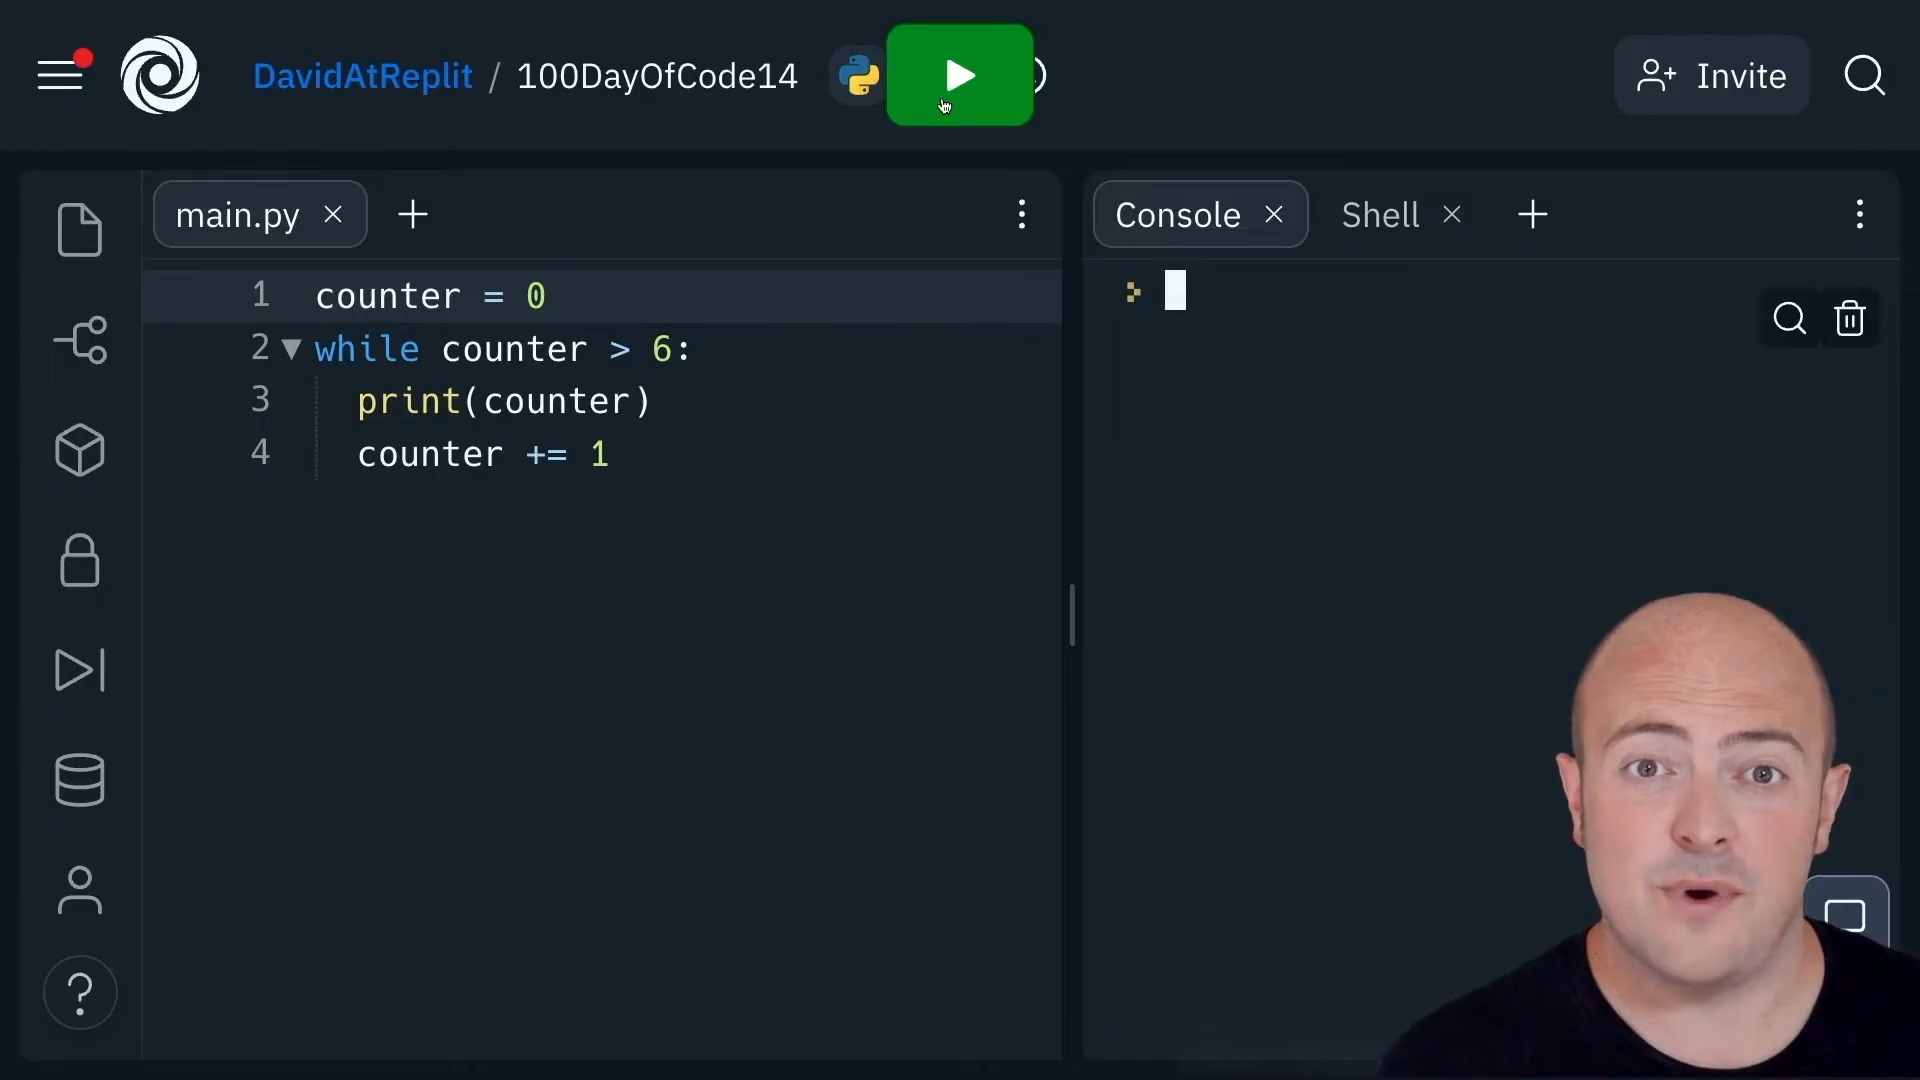 DavidAtReplit / 100DayOfCode14
Invite
main.py
Console
Shell
1 counter = 0
2 while counter > 6:
3 print(counter)
4 counter += 1